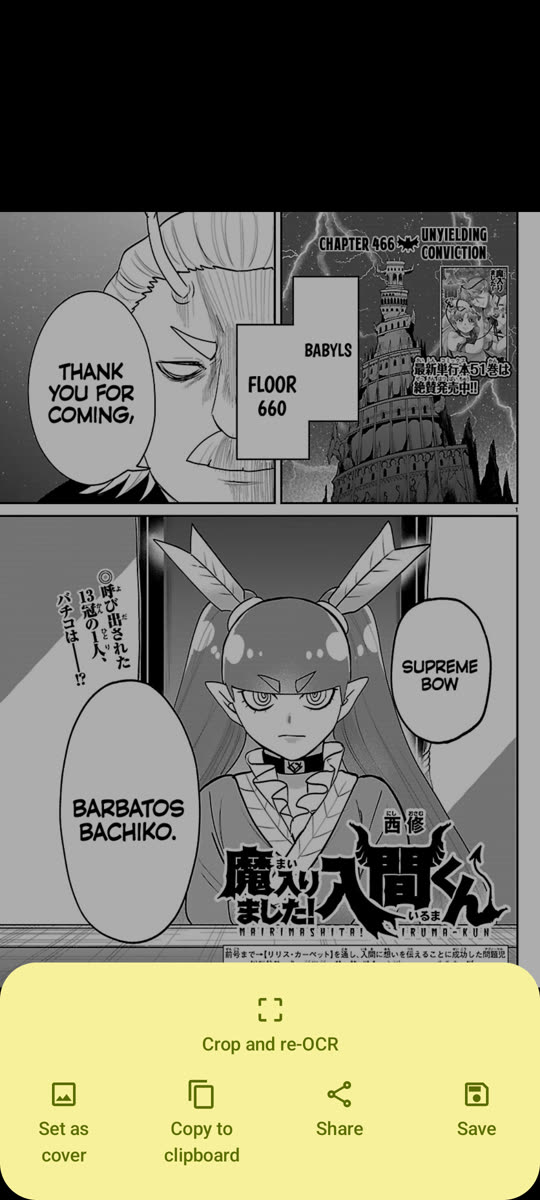 CHAPTER 466 UNYIELDING
CONVICTION
魔入り
最新単行本51巻は
絶賛発売中!!
BABYLS
FLOOR
660
THANK
YOU FOR
COMING,
1
SUPREME
BOW
◎呼び出された
13冠の1人、
バチコは——!?
BARBATOS
BACHIKO.
西修
魔入り
ました!
入間くん
MAIRIMASHITA! IRUMA-KUN
前号まで→【リリス・カーペット】を通し、入間に想いを伝えることに成功した問題児
Crop and re-OCR
Set as
cover
Copy to
clipboard
Share
Save